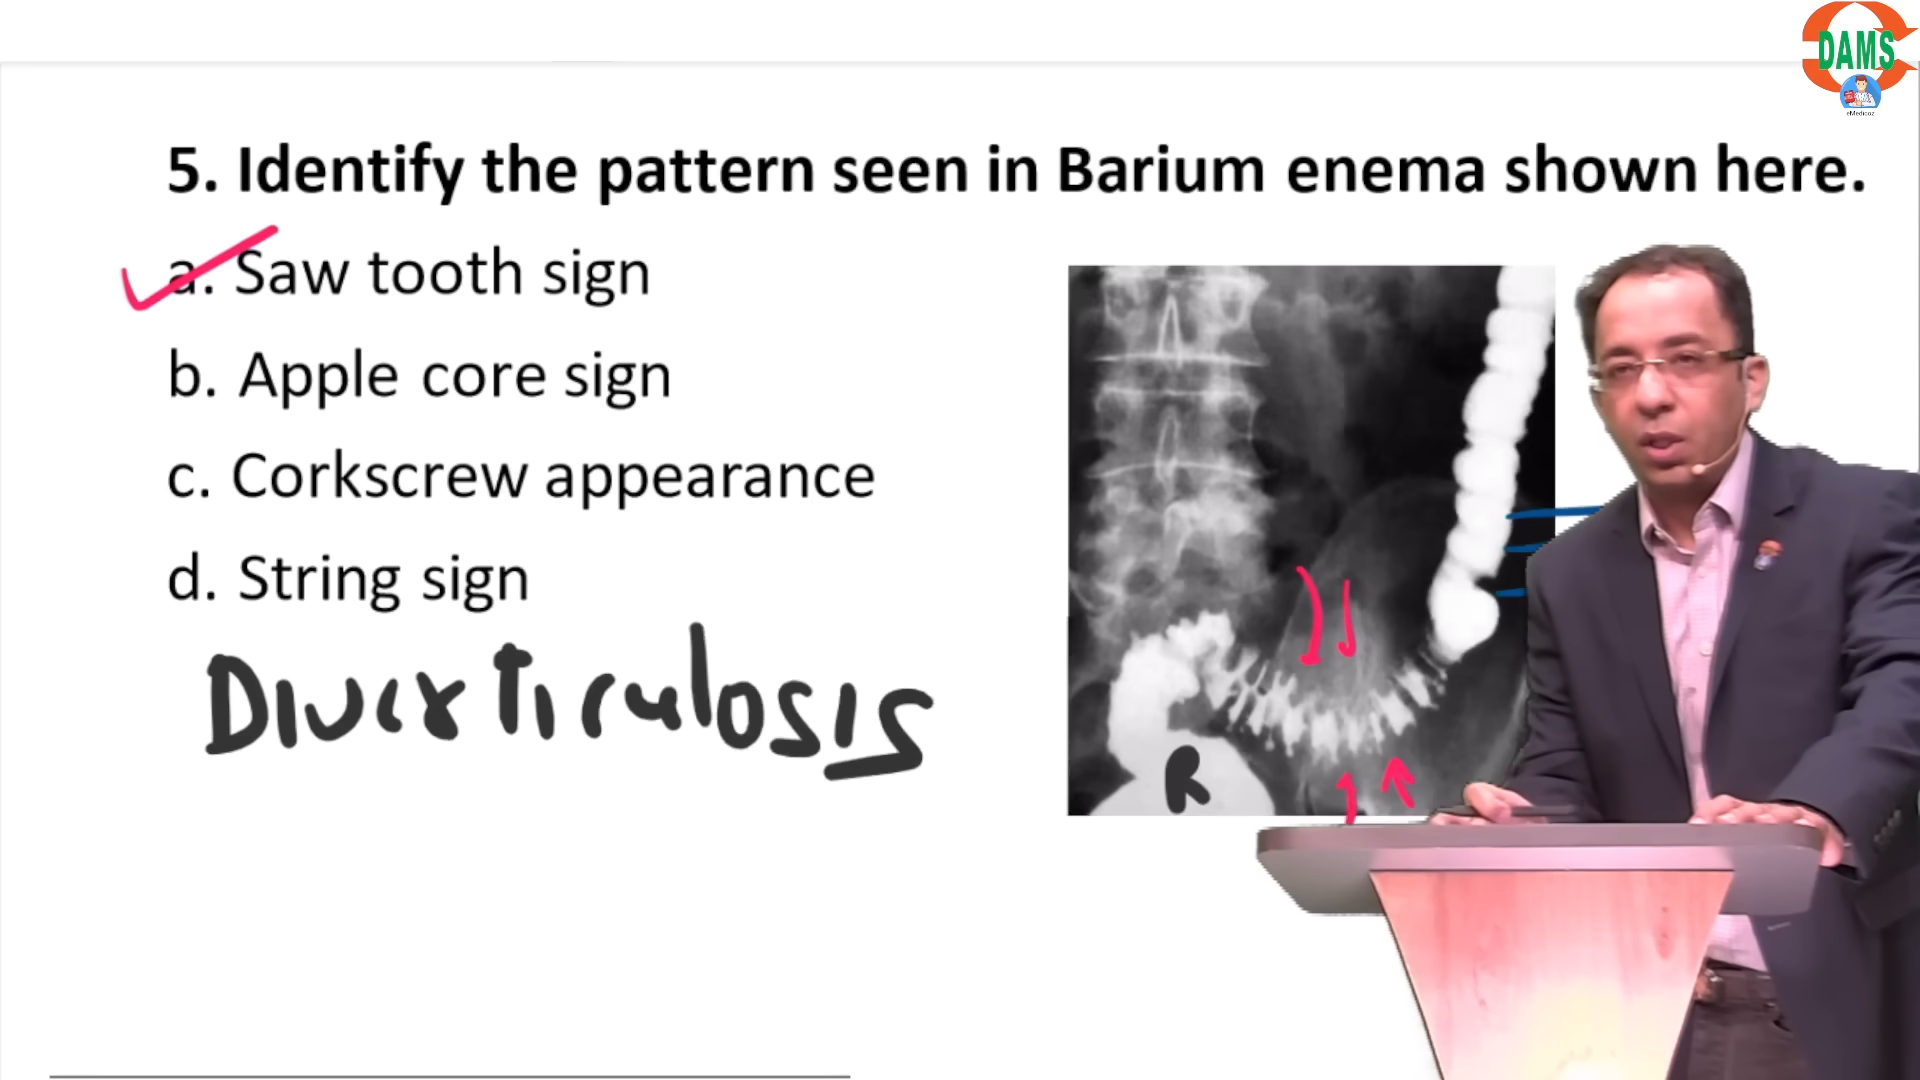 DAMS
eMedicoz
5. Identify the pattern seen in Barium enema shown here.
a. Saw tooth sign
b. Apple core sign
c. Corkscrew appearance
d. String sign
Diverticulosis
R